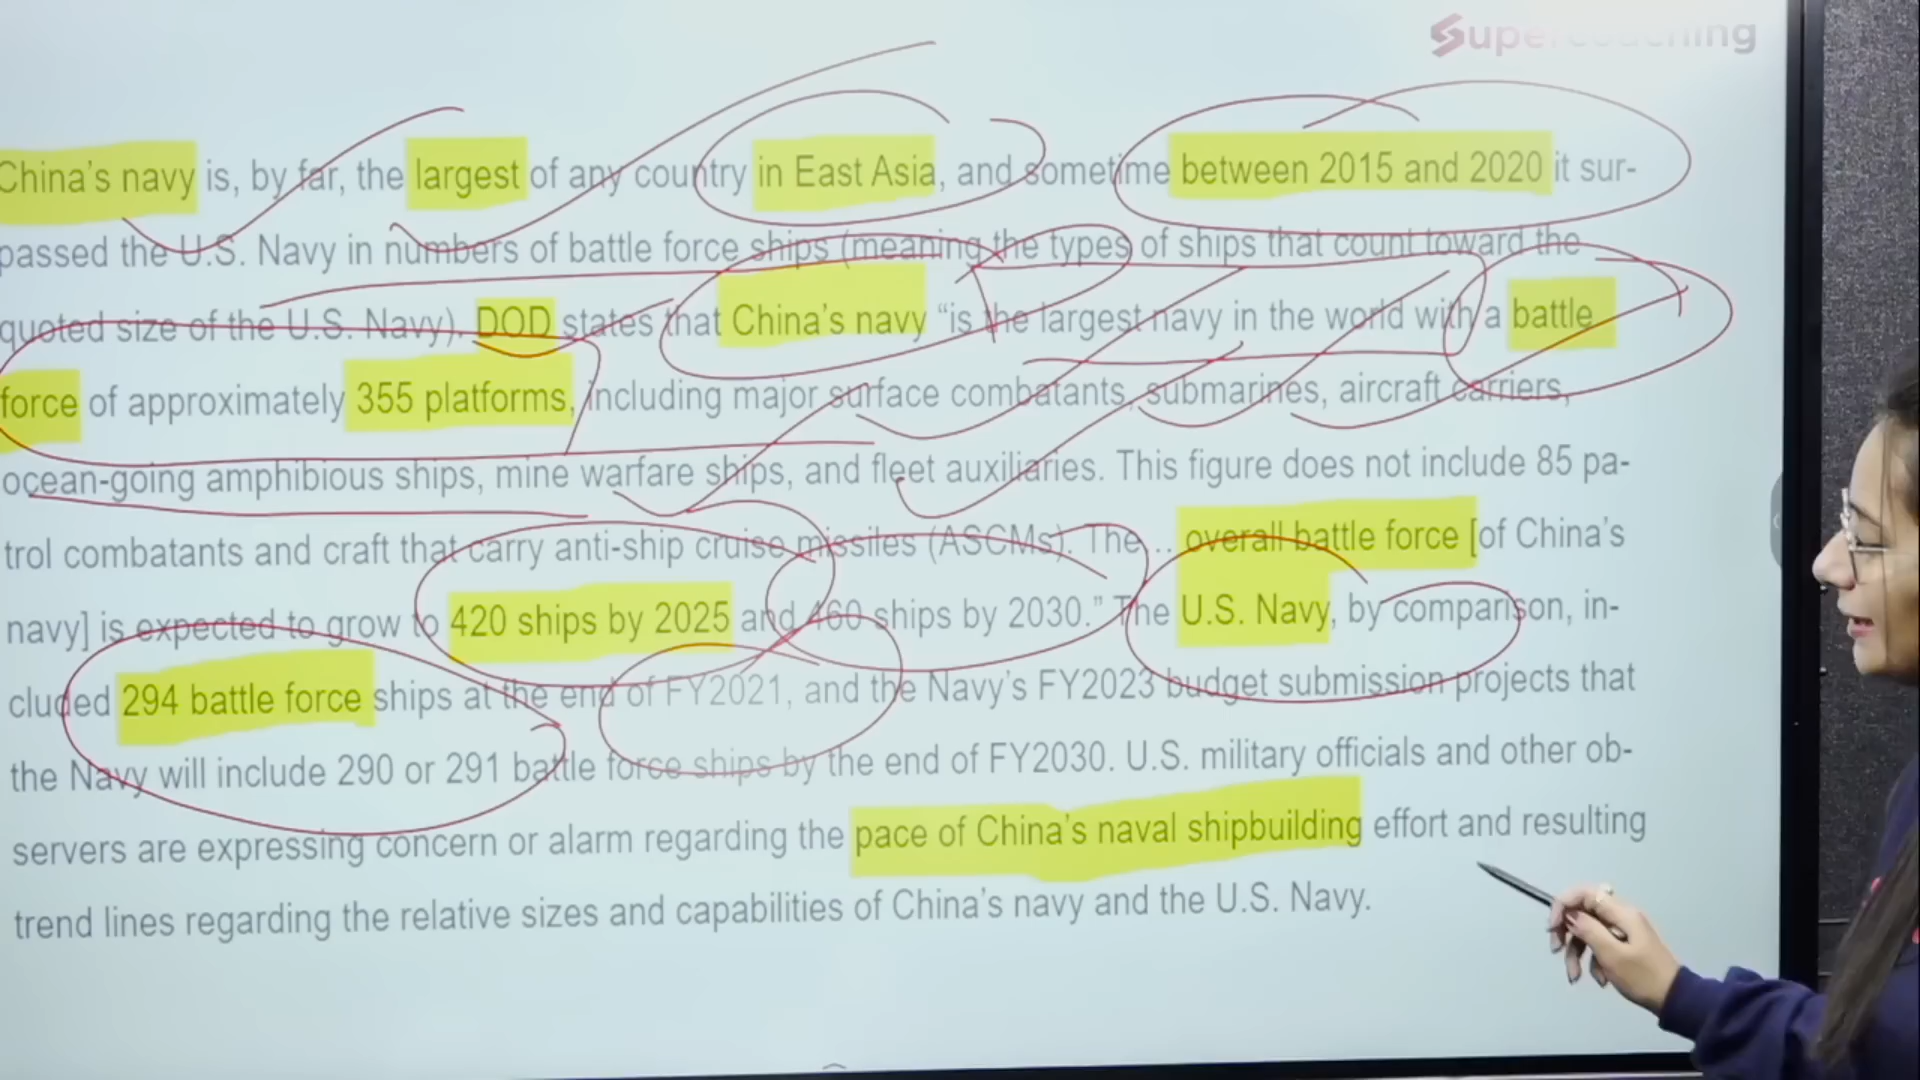 Supercoaching
China's navy is, by far, the largest of any country in East Asia, and sometime between 2015 and 2020 it sur-
passed the U.S. Navy in numbers of battle force ships (meaning the types) of ships that count toward the
quoted size of the U.S. Navy). DOD states that China's navy “is the largest navy in the world with a battle
force of approximately 355 platforms, including major surface combatants, submarines, aircraft carriers,
ocean-going amphibious ships, mine warfare ships, and fleet auxiliaries. This figure does not include 85 pa-
trol combatants and craft that carry anti-ship cruise missiles (ASCMs). The ... overall battle force [of China's
navy] is expected to grow to 420 ships by 2025 and 460 ships by 2030.” The U.S. Navy, by comparison, in-
cluded 294 battle force ships at the end of FY2021, and the Navy's FY2023 budget submission projects that
the Navy will include 290 or 291 battle force ships by the end of FY2030. U.S. military officials and other ob-
servers are expressing concern or alarm regarding the pace of China's naval shipbuilding effort and resulting
trend lines regarding the relative sizes and capabilities of China's navy and the U.S. Navy.